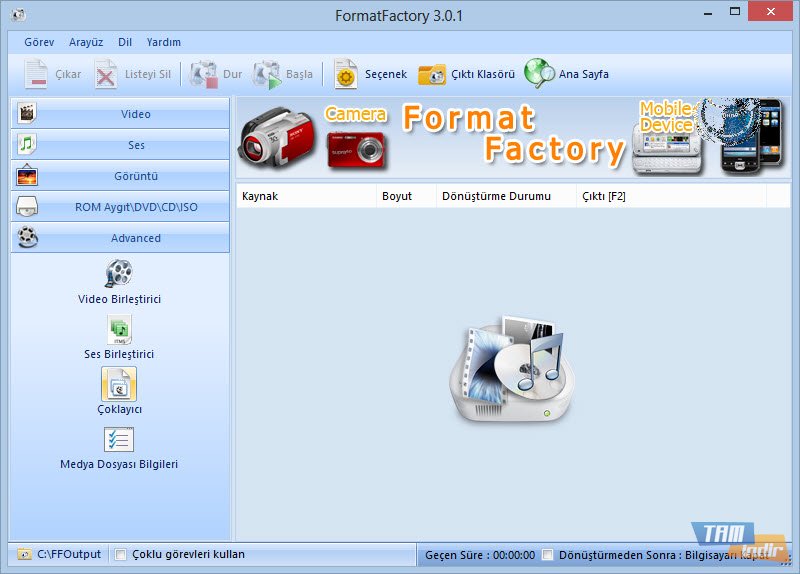 FormatFactory 3.0.1
Görev Arayüz Dil Yardım
Çıkar Listeyi Sil Dur Başla Seçenek Çıktı Klasörü Ana Sayfa
Video
Ses
Görüntü
ROM Aygıt\DVD\CD\ISO
Advanced
Video Birleştirici
Ses Birleştirici
Çoklayıcı
Medya Dosyası Bilgileri
Camera
Format
Factory
Mobile
Device
Kaynak Boyut Dönüştürme Durumu Çıktı [F2]
C:\FFOutput Çoklu görevleri kullan Geçen Süre : 00:00:00 Dönüştürmeden Sonra : Bilgisayarı kapat
TAM
indir